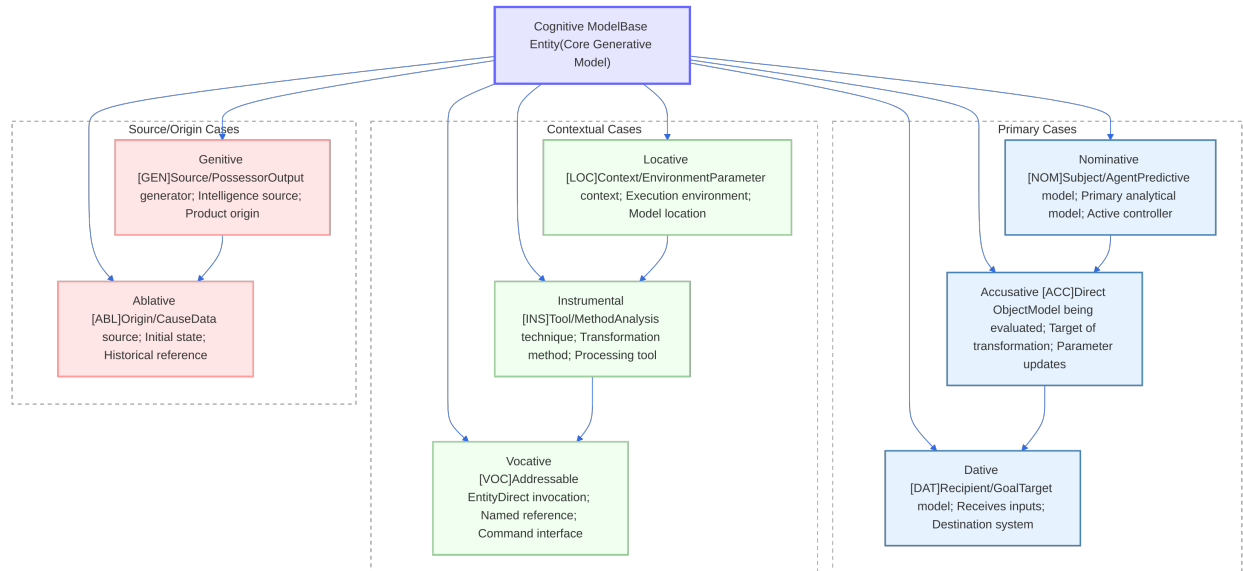 Cognitive ModelBase
Entity(Core Generative
Model)
Source/Origin Cases
Genitive
[GEN]Source/PossessorOutput
generator; Intelligence source;
Product origin
Ablative
[ABL]Origin/CauseData
source; Initial state;
Historical reference
Contextual Cases
Locative
[LOC]Context/EnvironmentParameter
context; Execution environment;
Model location
Instrumental
[INS]Tool/MethodAnalysis
technique; Transformation
method; Processing tool
Vocative
[VOC]Addressable
EntityDirect invocation;
Named reference;
Command interface
Primary Cases
Nominative
[NOM]Subject/AgentPredictive
model; Primary analytical
model; Active controller
Accusative [ACC]Direct
ObjectModel being
evaluated; Target of
transformation; Parameter
updates
Dative
[DAT]Recipient/GoalTarget
model; Receives inputs;
Destination system